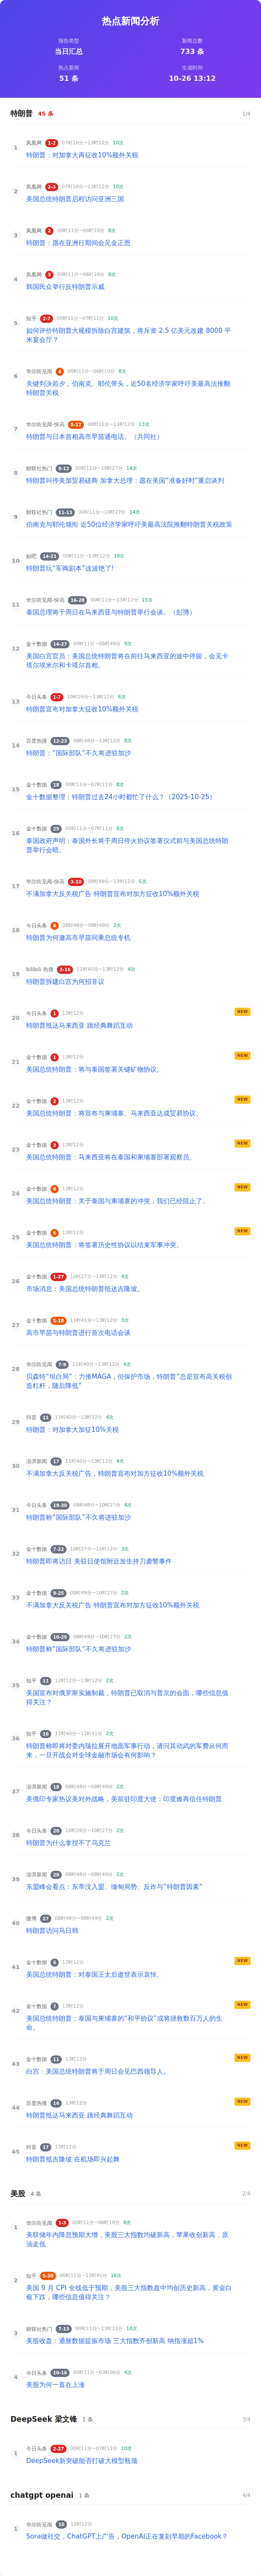 热点新闻分析
报告类型
新闻总数
当日汇总
733 条
热点新闻
生成时间
51 条
10-26 13:12
特朗普 45 条 1/4
1
凤凰网 1-2 07时10分~13时12分 10次
特朗普：对加拿大再征收10%额外关税
2
凤凰网 2-3 07时10分~13时12分 10次
美国总统特朗普启程访问亚洲三国
3
凤凰网 2 00时11分~06时10分 8次
特朗普：愿在亚洲行期间会见金正恩
4
凤凰网 3 00时11分~06时10分 8次
韩国民众举行反特朗普示威
5
知乎 2-7 00时11分~07时11分 10次
如何评价特朗普大规模拆除白宫建筑，将斥资 2.5 亿美元改建 8000 平
米宴会厅？
6
华尔街见闻 4 00时11分~06时10分 8次
关键判决前夕，伯南克、耶伦带头，近50名经济学家呼吁美最高法推翻
特朗普关税
7
华尔街见闻-快讯 5-17 00时11分~13时12分 13次
特朗普与日本首相高市早苗通电话。（共同社）
8
财联社热门 9-12 00时11分~10时27分 14次
特朗普叫停美加贸易磋商 加拿大总理：愿在美国“准备好时”重启谈判
9
财联社热门 11-13 00时11分~10时27分 14次
伯南克与耶伦领衔 近50位经济学家呼吁美最高法院推翻特朗普关税政策
10
贴吧 14-21 00时11分~13时12分 18次
特朗普玩“军阀剧本”这波绝了!
11
华尔街见闻-快讯 16-28 00时11分~13时12分 15次
泰国总理将于周日在马来西亚与特朗普举行会谈。（彭博）
12
金十数据 14-27 00时11分~08时49分 9次
美国白宫官员：美国总统特朗普将在前往马来西亚的途中停留，会见卡
塔尔埃米尔和卡塔尔首相。
13
今日头条 1-7 10时26分~13时12分 6次
特朗普宣布对加拿大征收10%额外关税
14
百度热搜 12-23 08时48分~13时12分 8次
特朗普：“国际部队”不久将进驻加沙
15
金十数据 18 00时11分~07时11分 8次
金十数据整理：特朗普过去24小时都忙了什么？（2025-10-25）
16
金十数据 25 00时11分~07时11分 8次
泰国政府声明：泰国外长将于周日停火协议签署仪式前与美国总统特朗
普举行会晤。
17
华尔街见闻-快讯 3-10 08时49分~13时12分 5次
不满加拿大反关税广告 特朗普宣布对加方征收10%额外关税
18
今日头条 4 08时48分~08时49分 2次
特朗普为何邀高市早苗同乘总统专机
19
bilibili 热搜 3-16 11时40分~13时12分 4次
特朗普拆建白宫为何招非议
20
今日头条 1 13时12分
NEW
特朗普抵达马来西亚 跳经典舞蹈互动
21
金十数据 1 13时12分
NEW
美国总统特朗普：将与泰国签署关键矿物协议。
22
金十数据 2 13时12分
NEW
美国总统特朗普：将宣布与柬埔寨、马来西亚达成贸易协议。
23
金十数据 3 13时12分
NEW
美国总统特朗普：马来西亚将在泰国和柬埔寨部署观察员。
24
金十数据 4 13时12分
NEW
美国总统特朗普：关于泰国与柬埔寨的冲突，我们已经阻止了。
25
金十数据 5 13时12分
NEW
美国总统特朗普：将签署历史性协议以结束军事冲突。
26
金十数据 1-27 10时27分~13时12分 4次
市场消息：美国总统特朗普抵达吉隆坡。
27
金十数据 5-18 11时41分~13时12分 3次
高市早苗与特朗普进行首次电话会谈
28
华尔街见闻 7-9 11时40分~13时12分 4次
贝森特“坦白局”：力推MAGA，但保护市场，特朗普“总是宣布高关税创
造杠杆，随后降低”
29
抖音 11 11时40分~13时12分 4次
特朗普：对加拿大加征10%关税
30
澎湃新闻 17 11时40分~13时12分 4次
不满加拿大反关税广告，特朗普宣布对加方征收10%额外关税
31
今日头条 19-30 08时48分~10时27分 4次
特朗普称“国际部队”不久将进驻加沙
32
金十数据 7-22 10时27分~12时12分 3次
特朗普即将访日 美驻日使馆附近发生持刀袭警事件
33
金十数据 9-25 08时49分~10时27分 2次
不满加拿大反关税广告 特朗普宣布对加方征收10%额外关税
34
金十数据 10-26 08时49分~10时27分 2次
特朗普称“国际部队”不久将进驻加沙
35
知乎 11 12时12分~13时12分 2次
美国宣布对俄罗斯实施制裁，特朗普已取消与普京的会面，哪些信息值
得关注？
36
知乎 16 11时40分~11时41分 2次
特朗普称即将对委内瑞拉展开地面军事行动，请问其动武的军费从何而
来，一旦开战会对全球金融市场会有何影响？
37
澎湃新闻 18 08时48分~08时49分 2次
美俄印专家协议美对外战略，美前驻印度大使：印度难再信任特朗普
38
今日头条 20 10时26分~10时27分 2次
特朗普为什么拿捏不了乌克兰
39
澎湃新闻 20 08时48分~08时49分 2次
东盟峰会看点：东帝汶入盟、缅甸局势、反诈与“特朗普因素”
40
微博 27 08时48分~08时49分 2次
特朗普访问马日韩
41
金十数据 6 13时12分
NEW
美国总统特朗普：对泰国王太后逝世表示哀悼。
42
金十数据 7 13时12分
NEW
美国总统特朗普：泰国与柬埔寨的“和平协议”或将拯救数百万人的生
命。
43
金十数据 11 13时12分
NEW
白宫：美国总统特朗普将于周日会见巴西领导人。
44
百度热搜 14 13时12分
NEW
特朗普抵达马来西亚 跳经典舞蹈互动
45
抖音 17 13时12分
NEW
特朗普抵吉隆坡 在机场即兴起舞
美股 4 条 2/4
1
华尔街见闻 1-3 00时11分~06时10分 8次
美联储年内降息预期大增，美股三大指数均破新高，苹果收创新高，原
油走低
2
知乎 5-20 00时11分~11时41分 16次
美国 9 月 CPI 全线低于预期，美股三大指数盘中均创历史新高，黄金白
银下跌，哪些信息值得关注？
3
财联社热门 7-13 00时11分~13时12分 18次
美股收盘：通胀数据提振市场 三大指数齐创新高 纳指涨超1%
4
今日头条 10-16 00时11分~03时06分 4次
美股为何一直在上涨
DeepSeek 梁文锋 1 条 3/4
1
今日头条 2-27 00时11分~07时11分 10次
DeepSeek新突破能否打破大模型瓶颈
chatgpt openai 1 条 4/4
1
华尔街见闻 10 12时12分
Sora做社交，ChatGPT上广告，OpenAI正在复刻早期的Facebook？